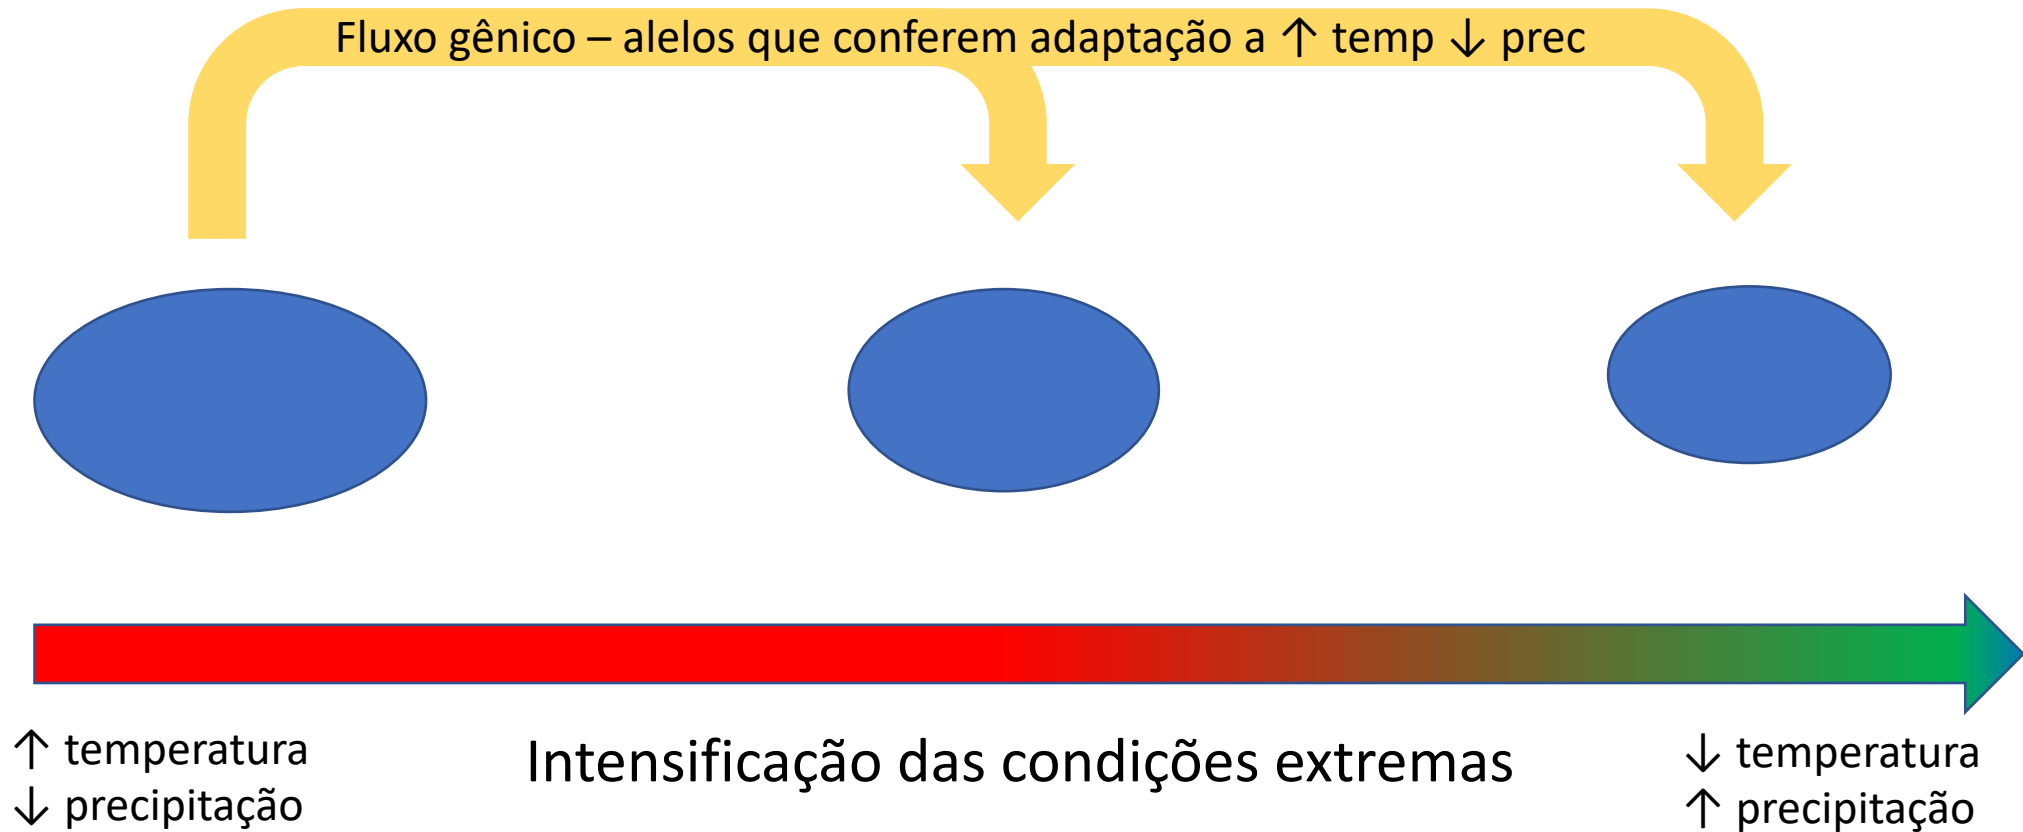 Fluxo gênico – alelos que conferem adaptação a ↑ temp ↓ prec
↑ temperatura
↓ precipitação
Intensificação das condições extremas
↓ temperatura
↑ precipitação